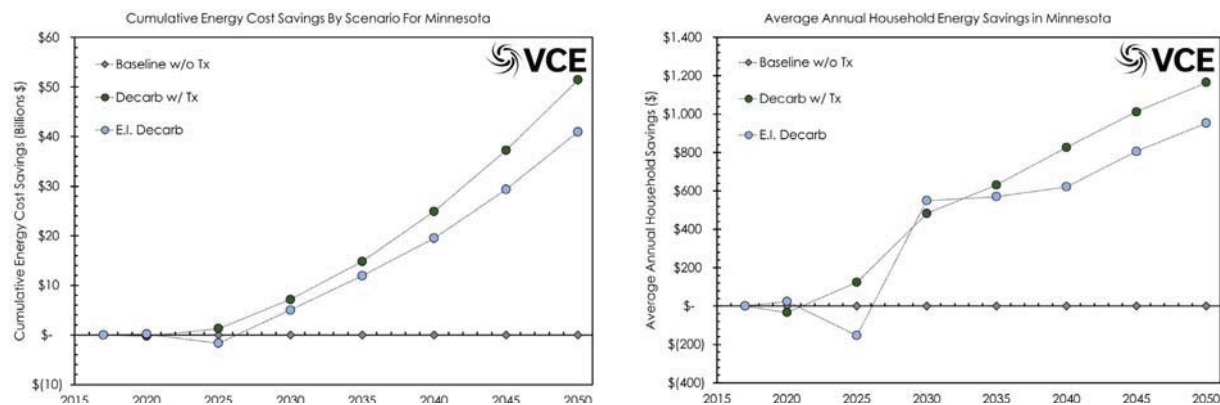 Cumulative Energy Cost Savings By Scenario For Minnesota
Cumulative Energy Cost Savings (Billions $)
$60
$50
$40
$30
$20
$10
$-
$(10)
Baseline w/o Tx
Decarb w/ Tx
E.I. Decarb
VCE
2015 2020 2025 2030 2035 2040 2045 2050
Average Annual Household Energy Savings in Minnesota
Average Annual Household Savings ($)
$1,400
$1,200
$1,000
$800
$600
$400
$200
$-
$(200)
$(400)
Baseline w/o Tx
Decarb w/ Tx
E.I. Decarb
VCE
2015 2020 2025 2030 2035 2040 2045 2050